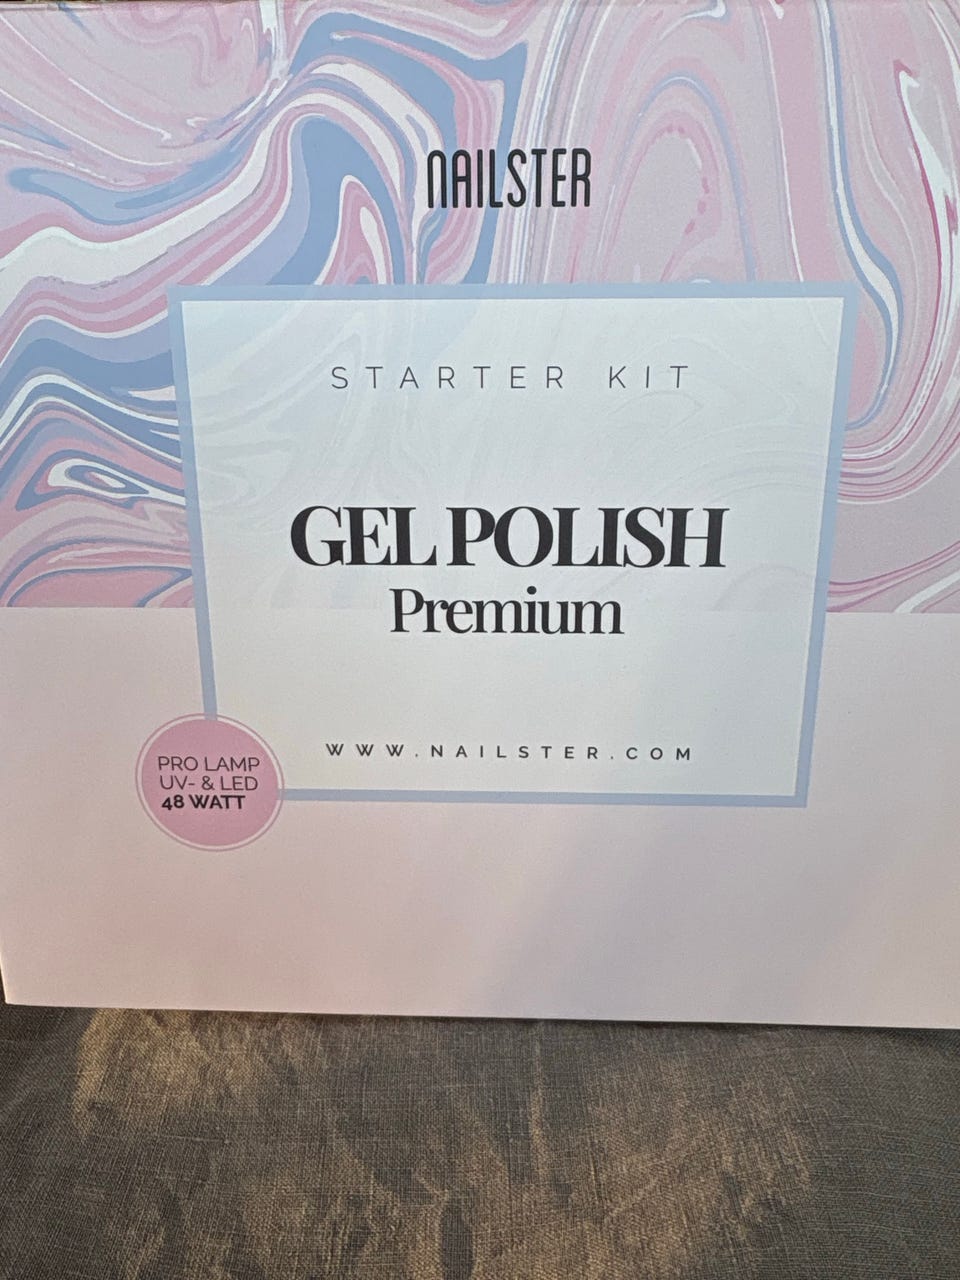 NAILSTER
STARTER KIT
GEL POLISH
Premium
WWW.NAILSTER.COM
PRO LAMP
UV- & LED
48 WATT